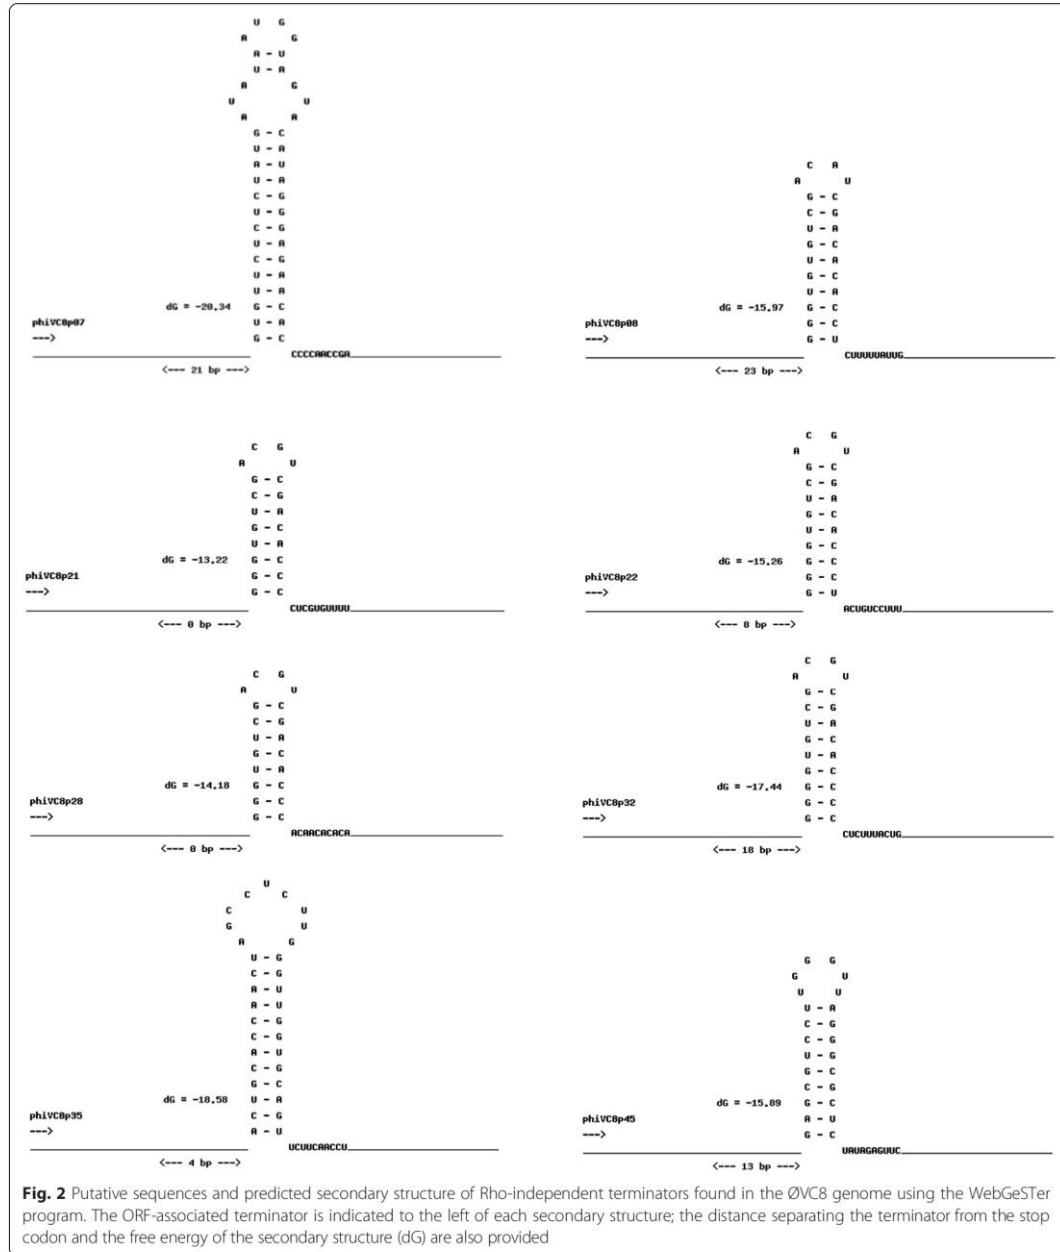 U G
A G
A - U
U - A
A G
U U
A A
G - C
U - A
A - U
U - A
C - G
U - G
C - G
U - A
C - G
U - A
U - A
dG = -20.34 G - C
phiVC8p07 U - A
---> G - C
CCCCAACCGA
<--- 21 bp --->
C A
A U
G - C
C - G
U - A
G - C
U - A
G - C
U - A
dG = -15.97 G - C
phiVC8p08 G - C
---> G - U
CUUUUUAUUG
<--- 23 bp --->
C G
A U
G - C
C - G
U - A
G - C
U - A
dG = -13.22 G - C
phiVC8p21 G - C
---> G - C
CUCGUGUUUU
<--- 0 bp --->
C G
A U
G - C
C - G
U - A
G - C
U - A
G - C
dG = -15.26 G - C
phiVC8p22 G - C
---> G - U
ACUGUCCUUU
<--- 8 bp --->
C G
A U
G - C
C - G
U - A
G - C
U - A
dG = -14.18 G - C
phiVC8p28 G - C
---> G - C
ACAACACACA
<--- 0 bp --->
C G
A U
G - C
C - G
U - A
G - C
U - A
G - C
dG = -17.44 G - C
phiVC8p32 G - C
---> G - C
CUCUUUACUG
<--- 18 bp --->
U
C C
C U
G U
A G
U - G
C - G
A - U
A - U
C - G
C - G
A - U
C - G
G - C
dG = -18.58 U - A
phiVC8p35 C - G
---> A - U
UCUUCAACCU
<--- 4 bp --->
G G
G U
U U
U - A
C - G
C - G
U - G
G - C
C - G
dG = -15.89 G - C
phiVC8p45 A - U
---> G - C
UAUAGAGUUC
<--- 13 bp --->
Fig. 2 Putative sequences and predicted secondary structure of Rho-independent terminators found in the ØVC8 genome using the WebGeSTer
program. The ORF-associated terminator is indicated to the left of each secondary structure; the distance separating the terminator from the stop
codon and the free energy of the secondary structure (dG) are also provided